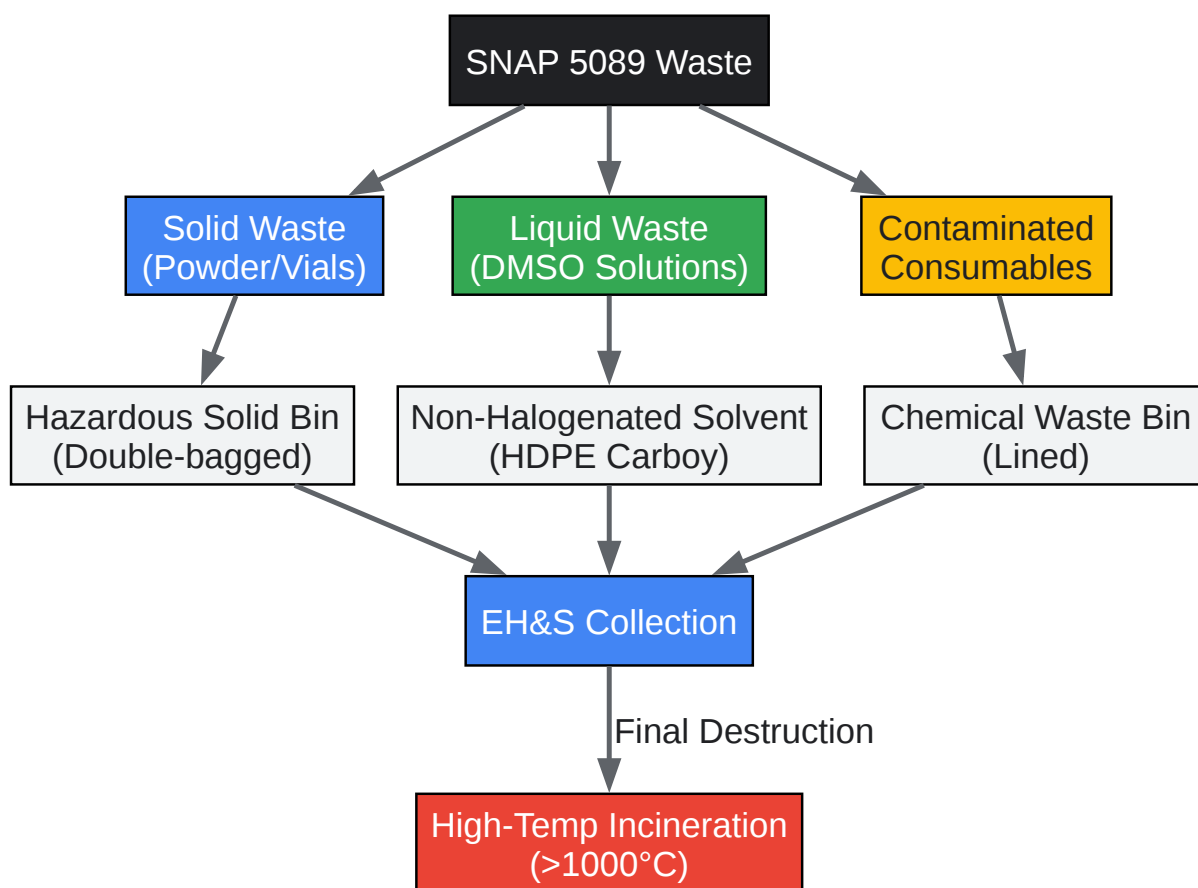 SNAP 5089 Waste
Solid Waste
(Powder/Vials)
Liquid Waste
(DMSO Solutions)
Contaminated
Consumables
Hazardous Solid Bin
(Double-bagged)
Non-Halogenated Solvent
(HDPE Carboy)
Chemical Waste Bin
(Lined)
EH&S Collection
Final Destruction
High-Temp Incineration
(>1000°C)